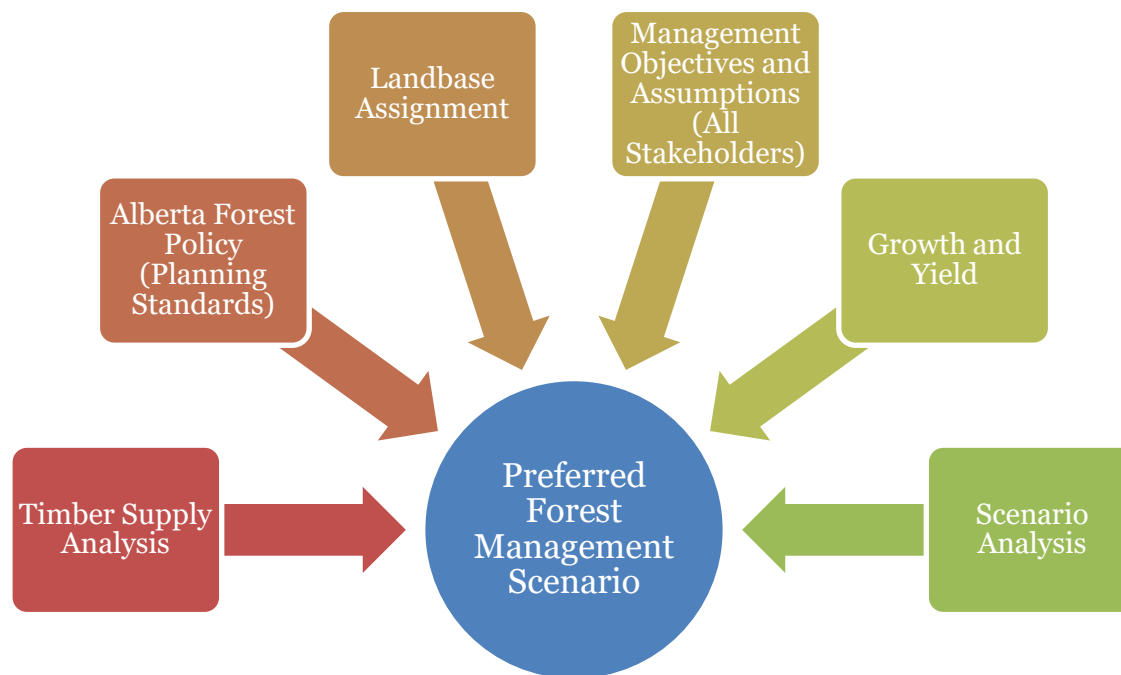 Landbase
Assignment
Management
Objectives and
Assumptions
(All
Stakeholders)
Alberta Forest
Policy
(Planning
Standards)
Growth and
Yield
Timber Supply
Analysis
Preferred
Forest
Management
Scenario
Scenario
Analysis